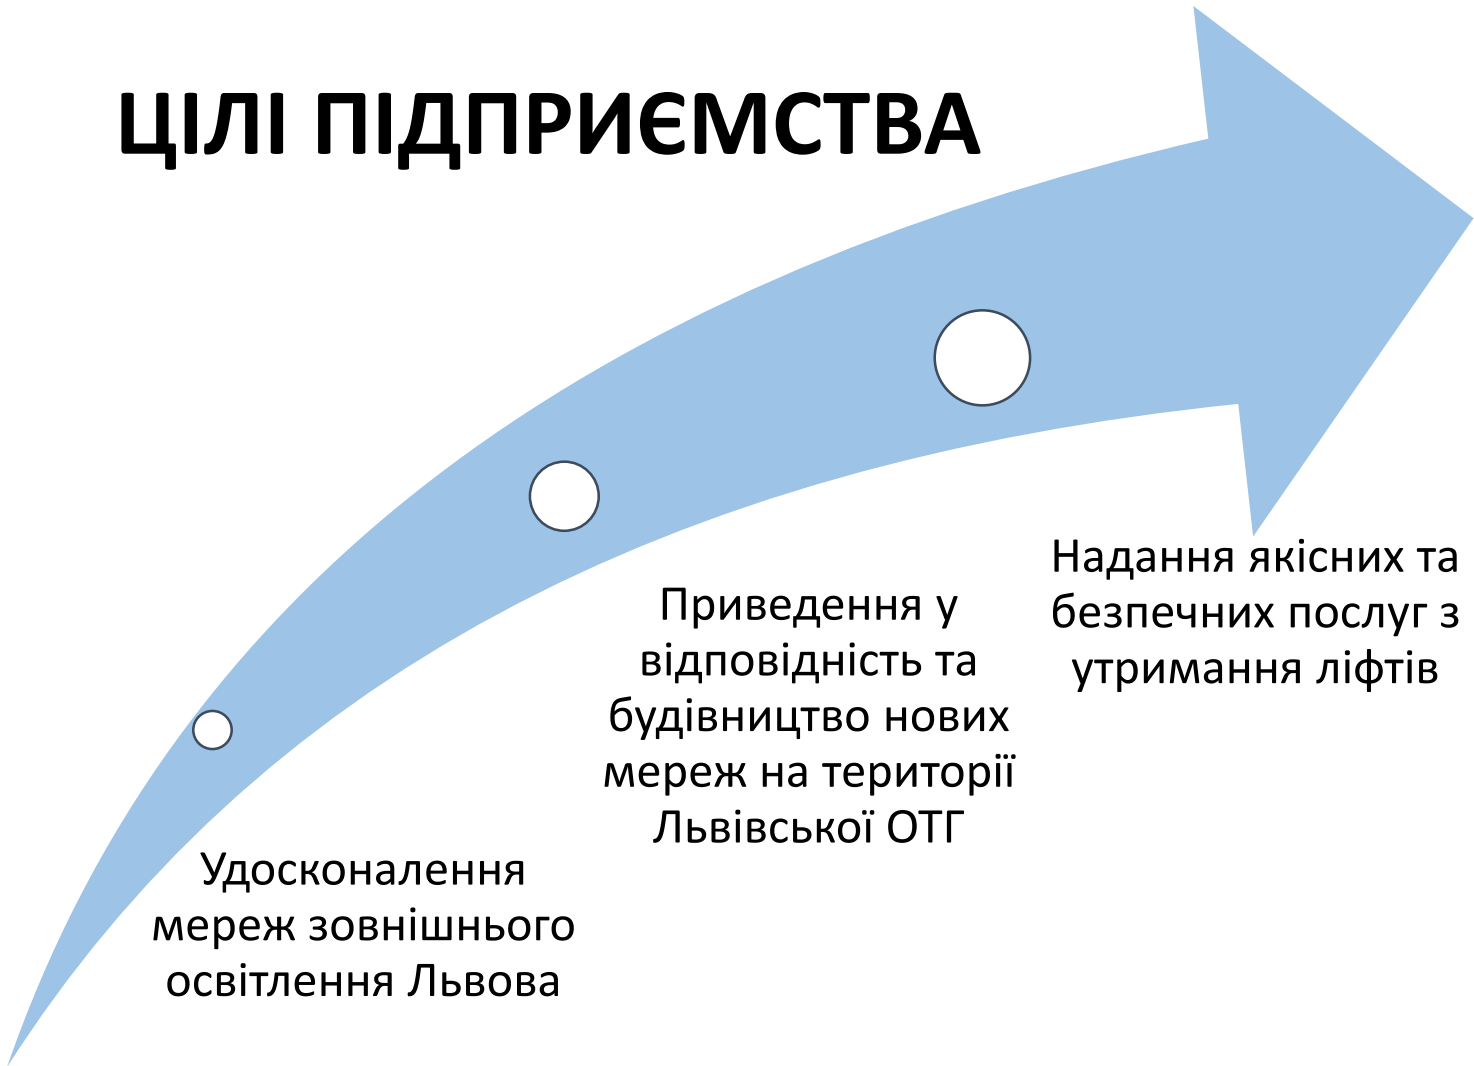 ЦІЛІ ПІДПРИЄМСТВА
Удосконалення
мереж зовнішнього
освітлення Львова
Приведення у
відповідність та
будівництво нових
мереж на території
Львівської ОТГ
Надання якісних та
безпечних послуг з
утримання ліфтів